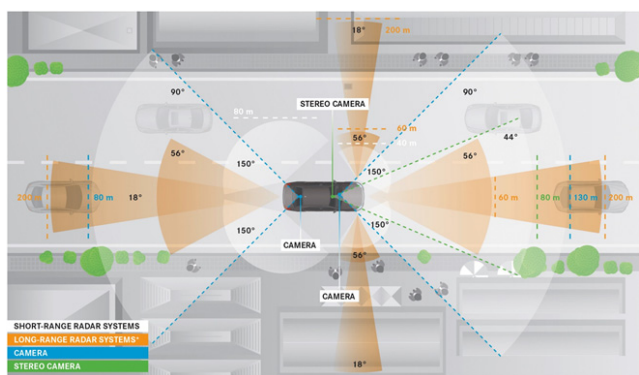 18° 200 m
90° 90°
STEREO CAMERA
80 m
60 m
44°
56°
40 m
56° 56°
150° 150° 150°
200 m 80 m 18° 60 m 80 m 130 m 200 m
150° 150°
CAMERA
56°
CAMERA
SHORT-RANGE RADAR SYSTEMS
LONG-RANGE RADAR SYSTEMS*
CAMERA
STEREO CAMERA
18°